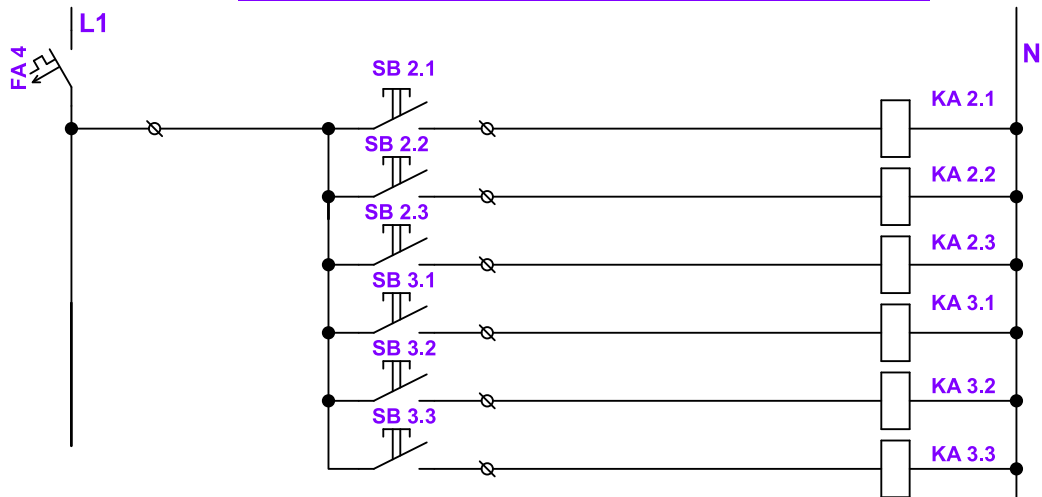 L1
N
FA 4
SB 2.1
KA 2.1
SB 2.2
KA 2.2
SB 2.3
KA 2.3
SB 3.1
KA 3.1
SB 3.2
KA 3.2
SB 3.3
KA 3.3